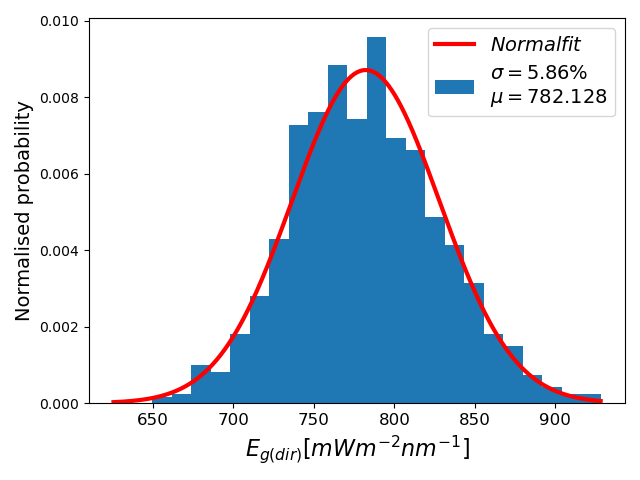 0.010
0.008
0.006
0.004
0.002
0.000
Normalised probability
Normalfit
σ = 5.86%
μ = 782.128
650 700 750 800 850 900
E_{g(dir)}[mWm^{-2}nm^{-1}]